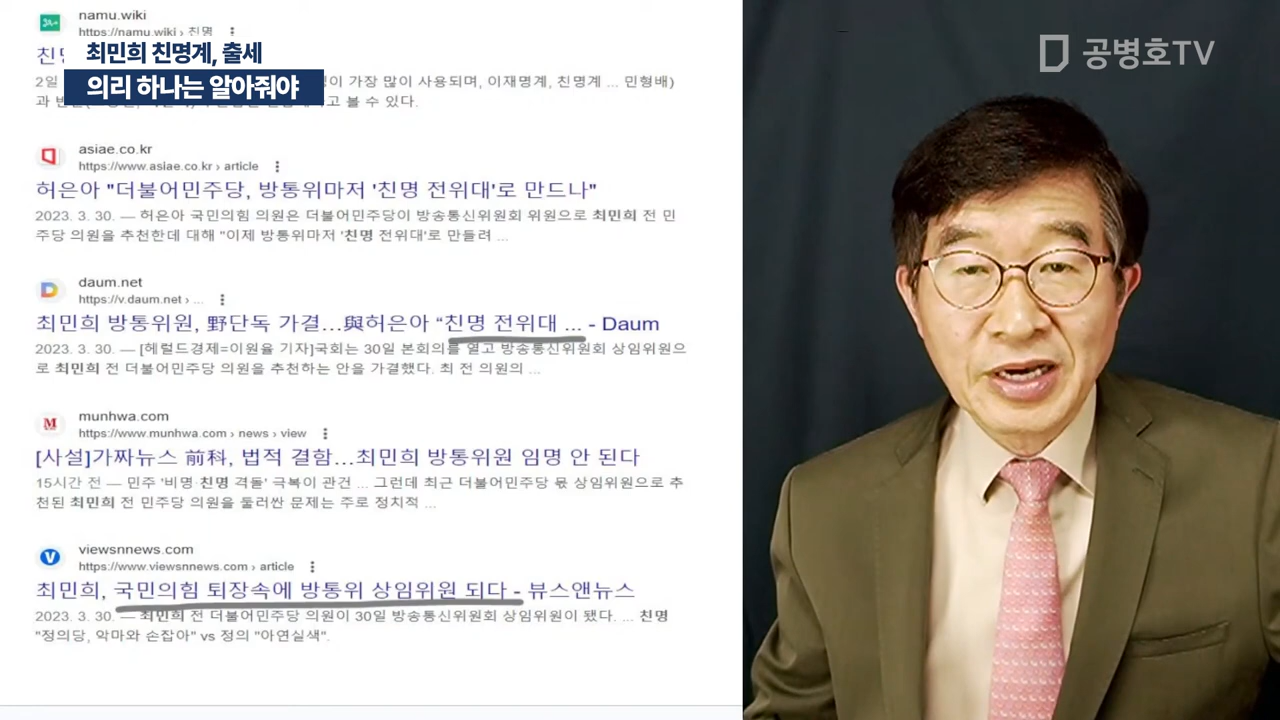 namu.wiki
https://namu.wiki › 친명
친명
최민희 친명계, 출세
의리 하나는 알아줘야
2일
이 가장 많이 사용되며, 이재명계, 친명계 ... 민형배)
고 볼 수 있다.
공병호TV
asiae.co.kr
https://www.asiae.co.kr › article
허은아 "더불어민주당, 방통위마저 '친명 전위대'로 만드나"
2023. 3. 30. — 허은아 국민의힘 의원은 더불어민주당이 방송통신위원회 위원으로 최민희 전 민
주당 의원을 추천한데 대해 "이제 방통위마저 '친명 전위대'로 만들려 ...
daum.net
https://v.daum.net › ...
최민희 방통위원, 野단독 가결...與허은아 “친명 전위대 ... - Daum
2023. 3. 30. — [헤럴드경제=이원율 기자]국회는 30일 본회의를 열고 방송통신위원회 상임위원으
로 최민희 전 더불어민주당 의원을 추천하는 안을 가결했다. 최 전 의원의 ...
munhwa.com
https://www.munhwa.com › news › view
[사설]가짜뉴스 前科, 법적 결함...최민희 방통위원 임명 안 된다
15시간 전 — 민주 '비명·친명 격돌' 극복이 관건 ... 그런데 최근 더불어민주당 몫 상임위원으로 추
천된 최민희 전 민주당 의원을 둘러싼 문제는 주로 정치적 ...
viewsnnews.com
https://www.viewsnnews.com › article
최민희, 국민의힘 퇴장속에 방통위 상임위원 되다 - 뷰스앤뉴스
2023. 3. 30. — 최민희 전 더불어민주당 의원이 30일 방송통신위원회 상임위원이 됐다. ... 친명
"정의당, 악마와 손잡아" vs 정의 "아연실색".